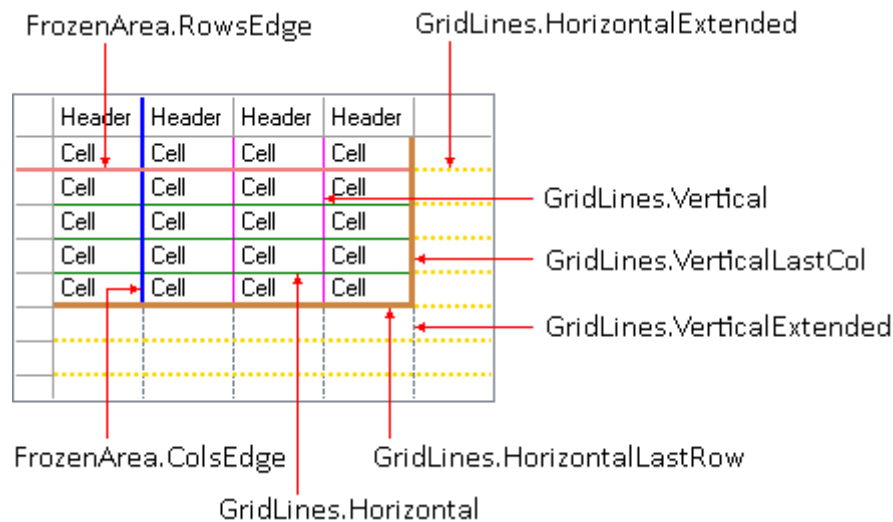 FrozenArea.RowsEdge GridLines.HorizontalExtended
Header Header Header Header
Cell Cell Cell Cell
Cell Cell Cell Cell
GridLines.Vertical
Cell Cell Cell Cell
Cell Cell Cell Cell
GridLines.VerticalLastCol
Cell Cell Cell Cell
GridLines.VerticalExtended
FrozenArea.ColsEdge GridLines.HorizontalLastRow
GridLines.Horizontal